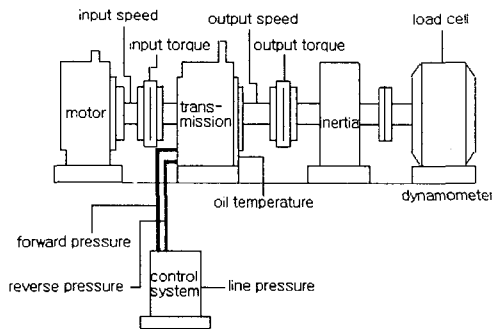 input speed
output speed
load cell
input torque
output torque
motor
trans-
mission
inertia
oil temperature
dynamometer
forward pressure
reverse pressure
control
system
line pressure